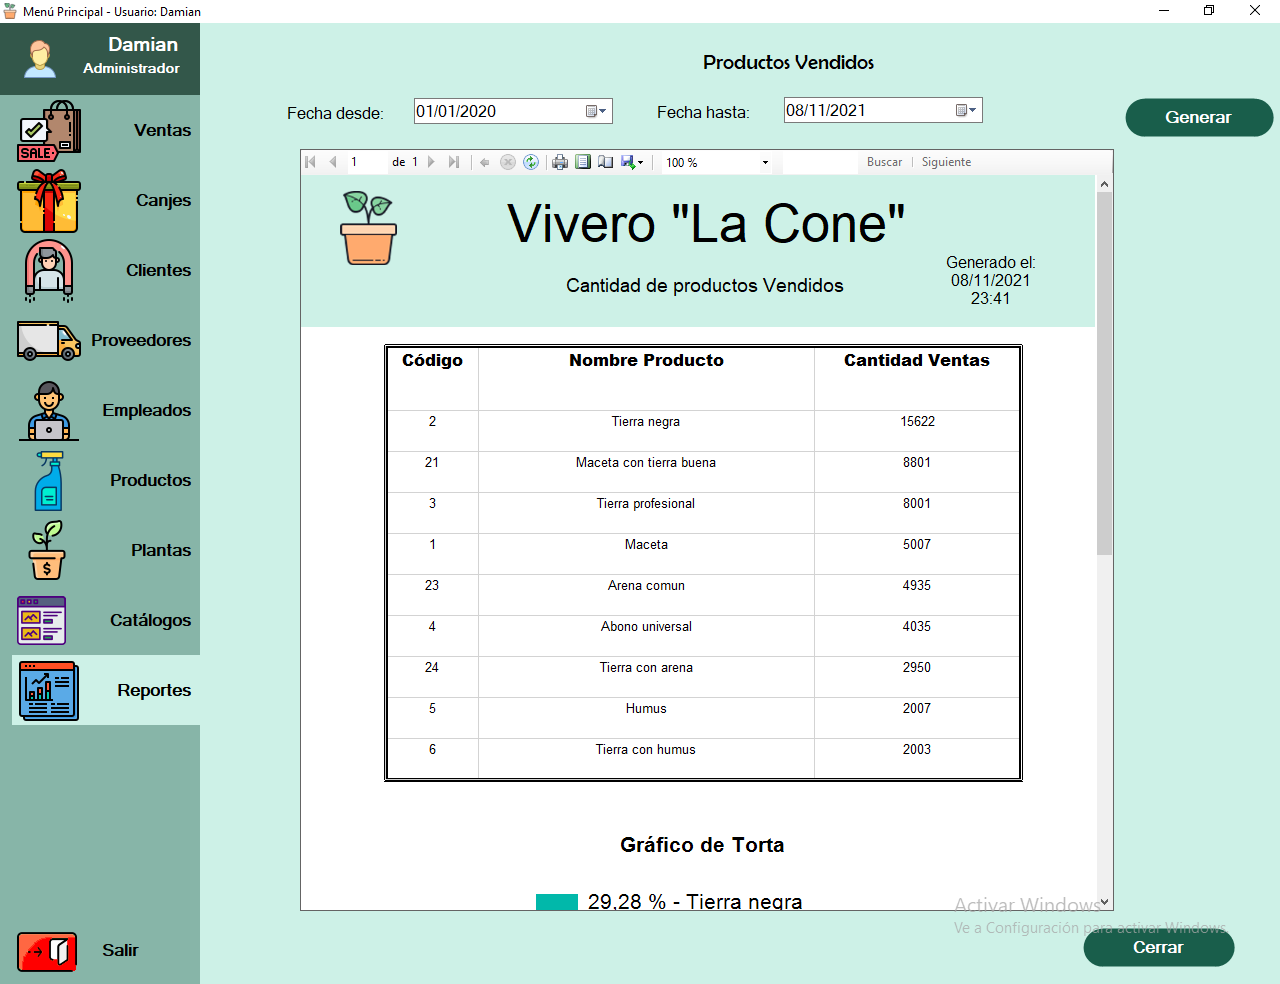 Menú Principal - Usuario: Damian
Damian
Administrador
Ventas
SALE
Canjes
Clientes
Proveedores
Empleados
Productos
Plantas
$
Catálogos
Reportes
Salir
Productos Vendidos
Fecha desde: 01/01/2020 Fecha hasta: 08/11/2021 Generar
1 de 1 100 % Buscar | Siguiente
Vivero "La Cone"
Cantidad de productos Vendidos
Generado el:
08/11/2021
23:41
Código Nombre Producto Cantidad Ventas
2 Tierra negra 15622
21 Maceta con tierra buena 8801
3 Tierra profesional 8001
1 Maceta 5007
23 Arena comun 4935
4 Abono universal 4035
24 Tierra con arena 2950
5 Humus 2007
6 Tierra con humus 2003
Gráfico de Torta
29,28 % - Tierra negra
Activar Windows
Ve a Configuración para activar Windows.
Cerrar